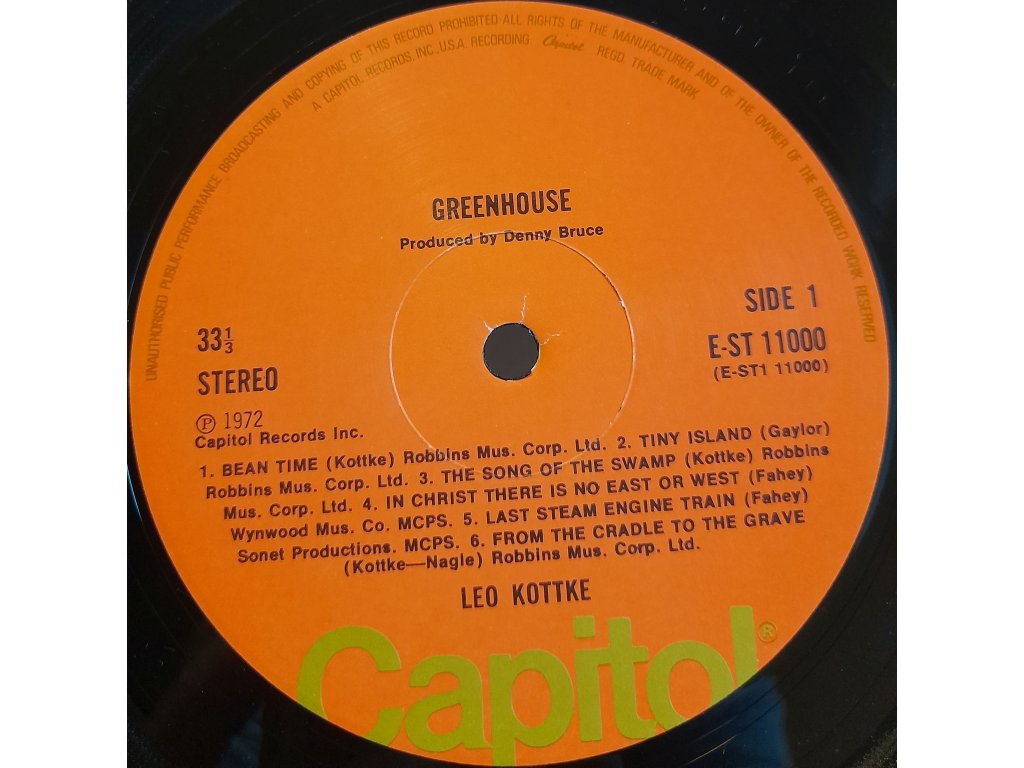 UNAUTHORISED PUBLIC PERFORMANCE BROADCASTING AND COPYING OF THIS RECORD PROHIBITED·ALL RIGHTS OF THE MANUFACTURER AND OF THE OWNER OF THE RECORDED WORK RESERVED
A CAPITOL RECORDS, INC., U.S.A. RECORDING Capitol REGD. TRADE MARK
GREENHOUSE
Produced by Denny Bruce
SIDE 1
33⅓
E-ST 11000
STEREO
(E-ST1 11000)
Ⓟ 1972
Capitol Records Inc.
1. BEAN TIME (Kottke) Robbins Mus. Corp. Ltd. 2. TINY ISLAND (Gaylor)
Robbins Mus. Corp. Ltd. 3. THE SONG OF THE SWAMP (Kottke) Robbins
Mus. Corp. Ltd. 4. IN CHRIST THERE IS NO EAST OR WEST (Fahey)
Wynwood Mus. Co. MCPS. 5. LAST STEAM ENGINE TRAIN (Fahey)
Sonet Productions. MCPS. 6. FROM THE CRADLE TO THE GRAVE
(Kottke—Nagle) Robbins Mus. Corp. Ltd.
LEO KOTTKE
Capitol®